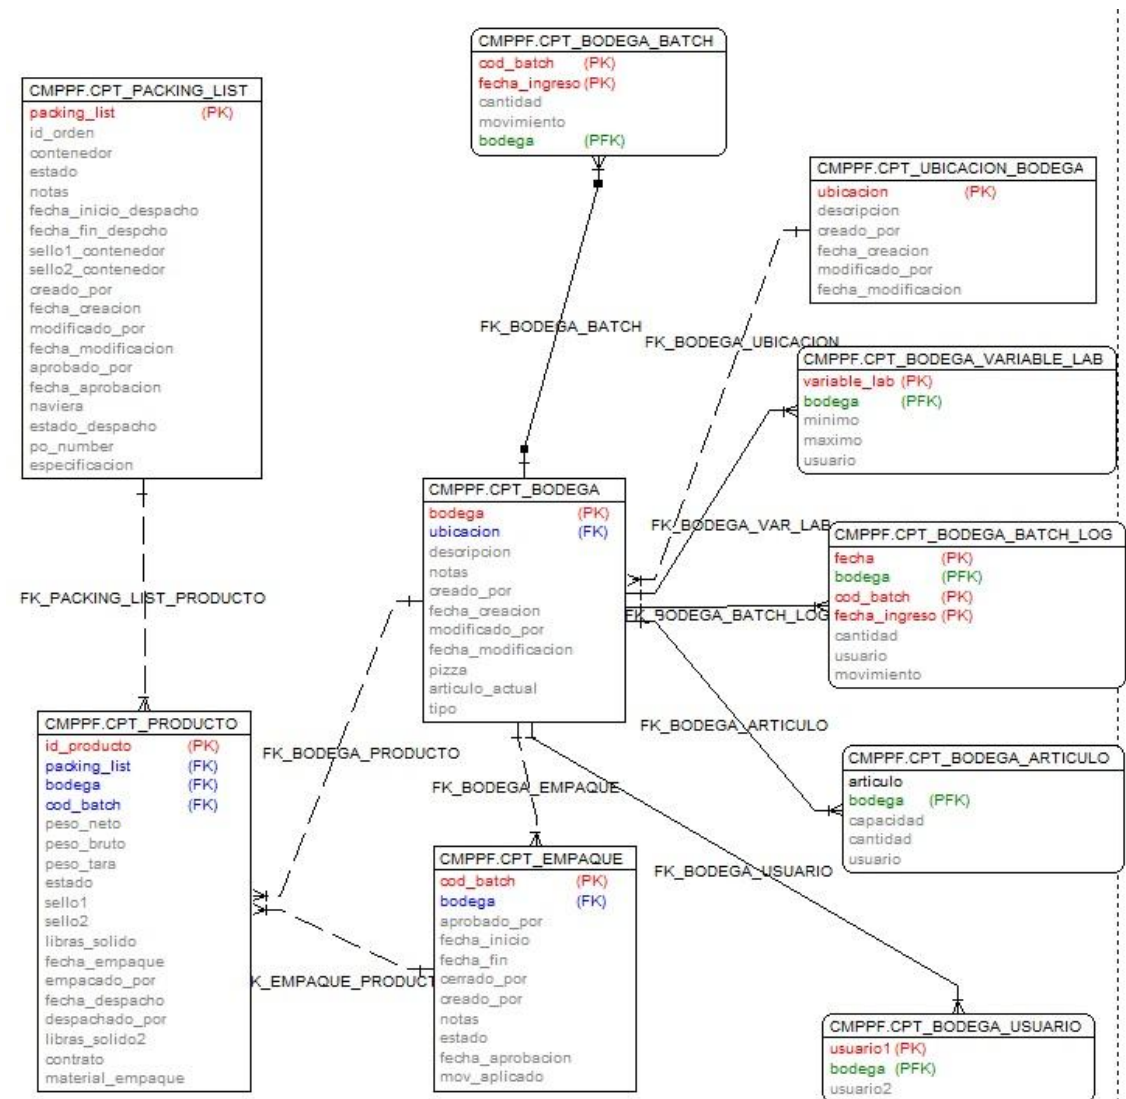 CMPPF.CPT_BODEGA_BATCH
cod_batch (PK)
fecha_ingreso (PK)
cantidad
movimiento
bodega (PFK)
CMPPF.CPT_PACKING_LIST
packing_list (PK)
id_orden
contenedor
estado
notas
fecha_inicio_despacho
fecha_fin_despcho
sello1_contenedor
sello2_contenedor
creado_por
fecha_creacion
modificado_por
fecha_modificacion
aprobado_por
fecha_aprobacion
naviera
estado_despacho
po_number
especificacion
CMPPF.CPT_UBICACION_BODEGA
ubicacion (PK)
descripcion
creado_por
fecha_creacion
modificado_por
fecha_modificacion
FK_BODEGA_BATCH
FK_BODEGA_UBICACION
CMPPF.CPT_BODEGA_VARIABLE_LAB
variable_lab (PK)
bodega (PFK)
minimo
maximo
usuario
CMPPF.CPT_BODEGA
bodega (PK)
ubicacion (FK)
descripcion
notas
creado_por
fecha_creacion
modificado_por
fecha_modificacion
pizza
articulo_actual
tipo
FK_BODEGA_VAR_LAB
CMPPF.CPT_BODEGA_BATCH_LOG
fecha (PK)
bodega (PFK)
cod_batch (PK)
fecha_ingreso (PK)
cantidad
usuario
movimiento
FK_PACKING_LIST_PRODUCTO
FK_BODEGA_BATCH_LOG
CMPPF.CPT_PRODUCTO
id_producto (PK)
packing_list (FK)
bodega (FK)
cod_batch (FK)
peso_neto
peso_bruto
peso_tara
estado
sello1
sello2
libras_solido
fecha_empaque
empacado_por
fecha_despacho
despachado_por
libras_solido2
contrato
material_empaque
FK_BODEGA_PRODUCTO
FK_BODEGA_ARTICULO
FK_BODEGA_EMPAQUE
CMPPF.CPT_BODEGA_ARTICULO
articulo
bodega (PFK)
capacidad
cantidad
usuario
CMPPF.CPT_EMPAQUE
cod_batch (PK)
bodega (FK)
aprobado_por
fecha_inicio
fecha_fin
cerrado_por
creado_por
notas
estado
fecha_aprobacion
mov_aplicado
FK_BODEGA_USUARIO
K_EMPAQUE_PRODUCT
CMPPF.CPT_BODEGA_USUARIO
usuario1 (PK)
bodega (PFK)
usuario2